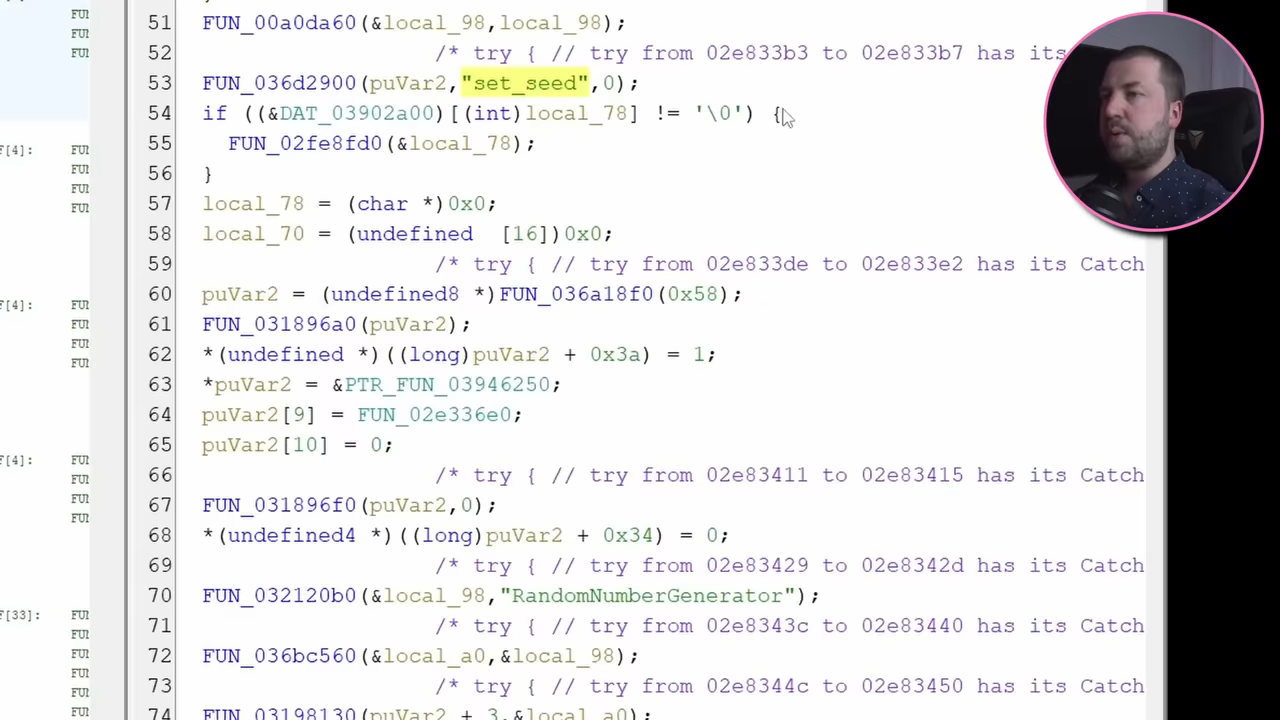 51 FUN_00a0da60(&local_98,local_98);
52 /* try { // try from 02e833b3 to 02e833b7 has its
53 FUN_036d2900(puVar2,"set_seed",0);
54 if ((&DAT_03902a00)[(int)local_78] != '\0') {
55 FUN_02fe8fd0(&local_78);
56 }
57 local_78 = (char *)0x0;
58 local_70 = (undefined [16])0x0;
59 /* try { // try from 02e833de to 02e833e2 has its Catch
60 puVar2 = (undefined8 *)FUN_036a18f0(0x58);
61 FUN_031896a0(puVar2);
62 *(undefined *)((long)puVar2 + 0x3a) = 1;
63 *puVar2 = &PTR_FUN_03946250;
64 puVar2[9] = FUN_02e336e0;
65 puVar2[10] = 0;
66 /* try { // try from 02e83411 to 02e83415 has its Catch
67 FUN_031896f0(puVar2,0);
68 *(undefined4 *)((long)puVar2 + 0x34) = 0;
69 /* try { // try from 02e83429 to 02e8342d has its Catch
70 FUN_032120b0(&local_98,"RandomNumberGenerator");
71 /* try { // try from 02e8343c to 02e83440 has its Catch
72 FUN_036bc560(&local_a0,&local_98);
73 /* try { // try from 02e8344c to 02e83450 has its Catch
74 FUN_03198130(puVar2 + 3,&local_a0);